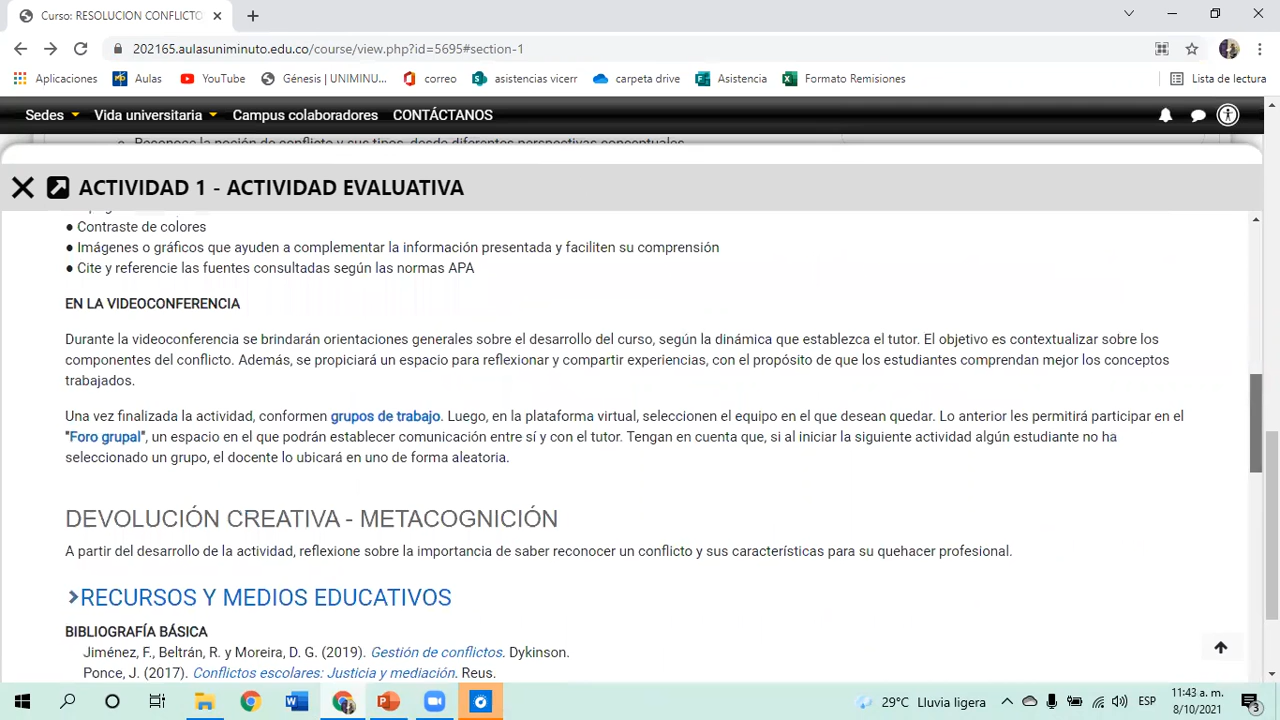 Curso: RESOLUCION CONFLICTO
202165.aulasuniminuto.edu.co/course/view.php?id=5695#section-1
Aplicaciones Aulas YouTube Génesis | UNIMINU... correo asistencias vicerr carpeta drive Asistencia Formato Remisiones Lista de lectura
Sedes Vida universitaria Campus colaboradores CONTÁCTANOS
Reconoce la noción de conflicto y sus tipos, desde diferentes perspectivas conceptuales.
ACTIVIDAD 1 - ACTIVIDAD EVALUATIVA
● Contraste de colores
● Imágenes o gráficos que ayuden a complementar la información presentada y faciliten su comprensión
● Cite y referencie las fuentes consultadas según las normas APA
EN LA VIDEOCONFERENCIA
Durante la videoconferencia se brindarán orientaciones generales sobre el desarrollo del curso, según la dinámica que establezca el tutor. El objetivo es contextualizar sobre los
componentes del conflicto. Además, se propiciará un espacio para reflexionar y compartir experiencias, con el propósito de que los estudiantes comprendan mejor los conceptos
trabajados.
Una vez finalizada la actividad, conformen grupos de trabajo. Luego, en la plataforma virtual, seleccionen el equipo en el que desean quedar. Lo anterior les permitirá participar en el
"Foro grupal", un espacio en el que podrán establecer comunicación entre sí y con el tutor. Tengan en cuenta que, si al iniciar la siguiente actividad algún estudiante no ha
seleccionado un grupo, el docente lo ubicará en uno de forma aleatoria.
DEVOLUCIÓN CREATIVA - METACOGNICIÓN
A partir del desarrollo de la actividad, reflexione sobre la importancia de saber reconocer un conflicto y sus características para su quehacer profesional.
RECURSOS Y MEDIOS EDUCATIVOS
BIBLIOGRAFÍA BÁSICA
Jiménez, F., Beltrán, R. y Moreira, D. G. (2019). Gestión de conflictos. Dykinson.
Ponce, J. (2017). Conflictos escolares: Justicia y mediación. Reus.
29°C Lluvia ligera ESP 11:43 a. m.
8/10/2021 3